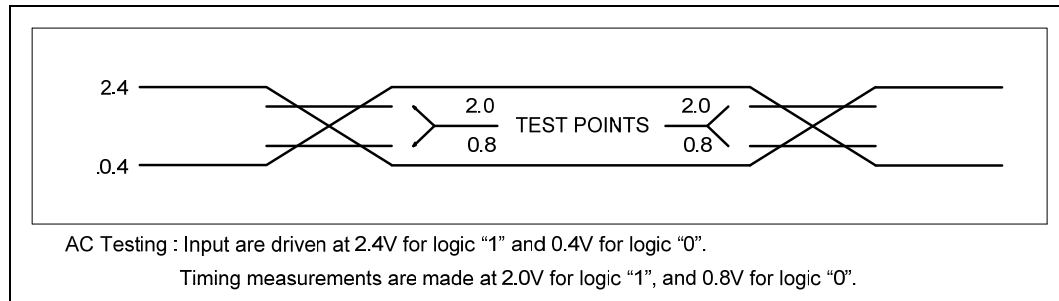 2.4
2.0
2.0
TEST POINTS
0.8
0.8
.0.4
AC Testing : Input are driven at 2.4V for logic “1” and 0.4V for logic “0”.
Timing measurements are made at 2.0V for logic “1”, and 0.8V for logic “0”.